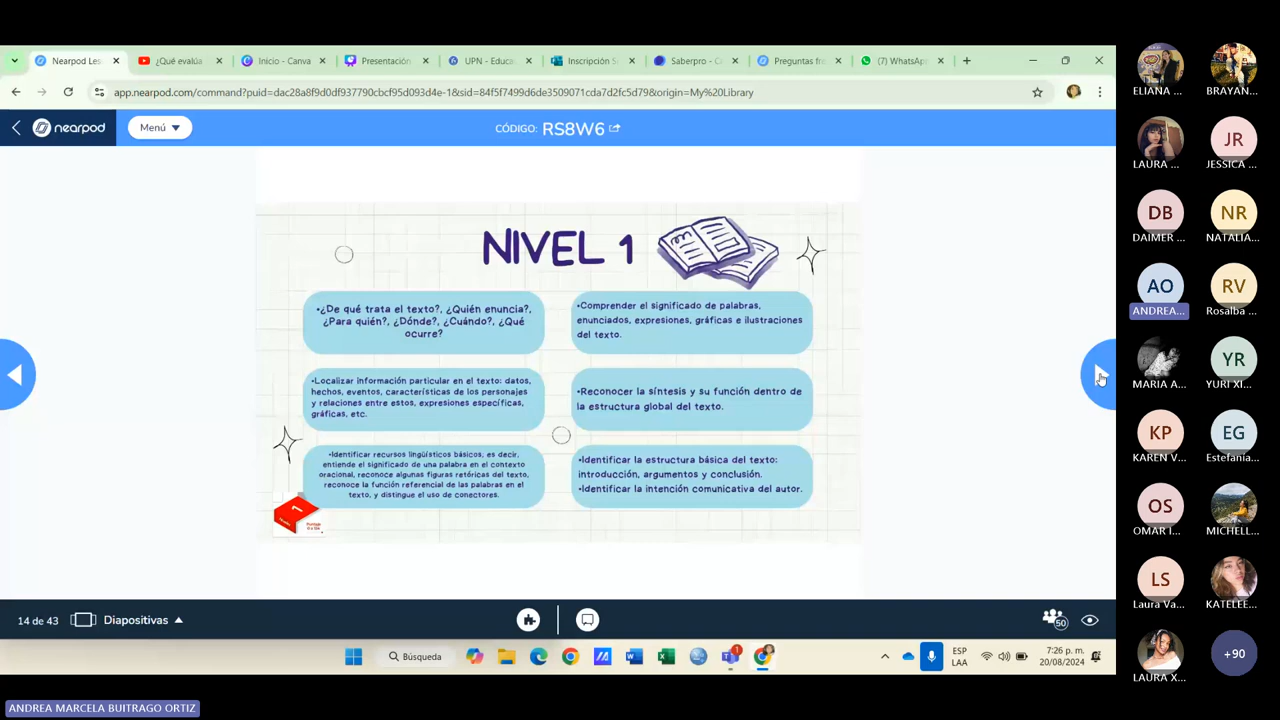 Nearpod Les
¿Qué evalúa
Inicio - Canva
Presentación
UPN - Educa
Inscripción S
Saberpro - C
Preguntas fre
(7) WhatsApp
app.nearpod.com/command?puid=dac28a8f9d0df937790cbcf95d093d4e-1&sid=84f5f7499d6de3509071cda7d2fc5d79&origin=My%20Library
nearpod
Menú
CÓDIGO: RS8W6
NIVEL 1
•¿De qué trata el texto?, ¿Quién enuncia?,
¿Para quién?, ¿Dónde?, ¿Cuándo?, ¿Qué
ocurre?
•Comprender el significado de palabras,
enunciados, expresiones, gráficas e ilustraciones
del texto.
•Localizar información particular en el texto: datos,
hechos, eventos, características de los personajes
y relaciones entre estos, expresiones específicas,
gráficas, etc.
•Reconocer la síntesis y su función dentro de
la estructura global del texto.
•Identificar recursos lingüísticos básicos, es decir,
entiende el significado de una palabra en el contexto
oracional, reconoce algunas figuras retóricas del texto,
reconoce la función referencial de las palabras en el
texto, y distingue el uso de conectores.
•Identificar la estructura básica del texto:
introducción, argumentos y conclusión.
•Identificar la intención comunicativa del autor.
1
14 de 43
Diapositivas
50
Búsqueda
1
ESP
LAA
7:26 p. m.
20/08/2024
ELIANA ...
BRAYAN...
LAURA ...
JR
JESSICA ...
DB
DAIMER ...
NR
NATALIA...
AO
ANDREA...
RV
Rosalba ...
MARIA A...
YR
YURI XI...
KP
KAREN V...
EG
Estefania...
OS
OMAR I...
MICHELL...
LS
Laura Va...
KATELEE...
LAURA X...
+90
ANDREA MARCELA BUITRAGO ORTIZ